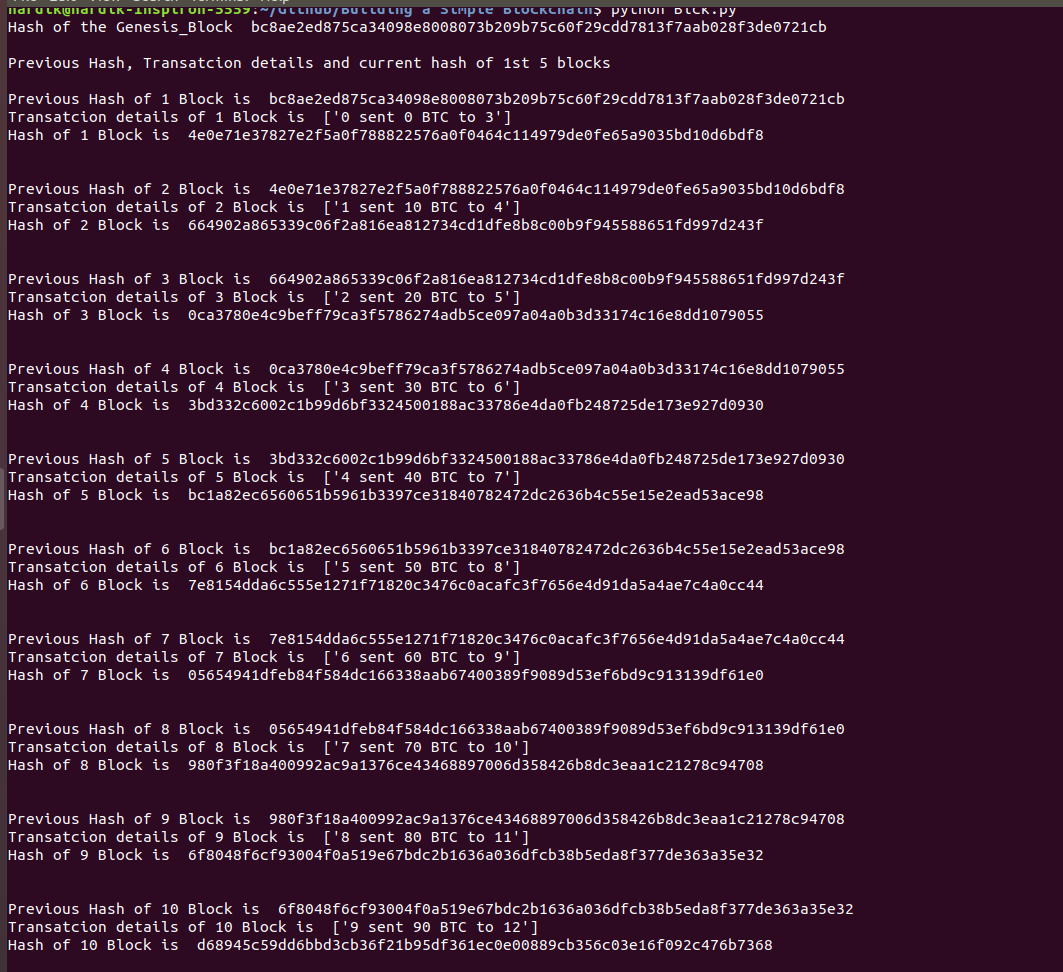 hardik@hardik-Inspiron-5559:~/Github/Building a Simple BlockChain$ python Blck.py
Hash of the Genesis_Block  bc8ae2ed875ca34098e8008073b209b75c60f29cdd7813f7aab028f3de0721cb
Previous Hash, Transatcion details and current hash of 1st 5 blocks
Previous Hash of 1 Block is  bc8ae2ed875ca34098e8008073b209b75c60f29cdd7813f7aab028f3de0721cb
Transatcion details of 1 Block is  ['0 sent 0 BTC to 3']
Hash of 1 Block is  4e0e71e37827e2f5a0f788822576a0f0464c114979de0fe65a9035bd10d6bdf8
Previous Hash of 2 Block is  4e0e71e37827e2f5a0f788822576a0f0464c114979de0fe65a9035bd10d6bdf8
Transatcion details of 2 Block is  ['1 sent 10 BTC to 4']
Hash of 2 Block is  664902a865339c06f2a816ea812734cd1dfe8b8c00b9f945588651fd997d243f
Previous Hash of 3 Block is  664902a865339c06f2a816ea812734cd1dfe8b8c00b9f945588651fd997d243f
Transatcion details of 3 Block is  ['2 sent 20 BTC to 5']
Hash of 3 Block is  0ca3780e4c9beff79ca3f5786274adb5ce097a04a0b3d33174c16e8dd1079055
Previous Hash of 4 Block is  0ca3780e4c9beff79ca3f5786274adb5ce097a04a0b3d33174c16e8dd1079055
Transatcion details of 4 Block is  ['3 sent 30 BTC to 6']
Hash of 4 Block is  3bd332c6002c1b99d6bf3324500188ac33786e4da0fb248725de173e927d0930
Previous Hash of 5 Block is  3bd332c6002c1b99d6bf3324500188ac33786e4da0fb248725de173e927d0930
Transatcion details of 5 Block is  ['4 sent 40 BTC to 7']
Hash of 5 Block is  bc1a82ec6560651b5961b3397ce31840782472dc2636b4c55e15e2ead53ace98
Previous Hash of 6 Block is  bc1a82ec6560651b5961b3397ce31840782472dc2636b4c55e15e2ead53ace98
Transatcion details of 6 Block is  ['5 sent 50 BTC to 8']
Hash of 6 Block is  7e8154dda6c555e1271f71820c3476c0acafc3f7656e4d91da5a4ae7c4a0cc44
Previous Hash of 7 Block is  7e8154dda6c555e1271f71820c3476c0acafc3f7656e4d91da5a4ae7c4a0cc44
Transatcion details of 7 Block is  ['6 sent 60 BTC to 9']
Hash of 7 Block is  05654941dfeb84f584dc166338aab67400389f9089d53ef6bd9c913139df61e0
Previous Hash of 8 Block is  05654941dfeb84f584dc166338aab67400389f9089d53ef6bd9c913139df61e0
Transatcion details of 8 Block is  ['7 sent 70 BTC to 10']
Hash of 8 Block is  980f3f18a400992ac9a1376ce43468897006d358426b8dc3eaa1c21278c94708
Previous Hash of 9 Block is  980f3f18a400992ac9a1376ce43468897006d358426b8dc3eaa1c21278c94708
Transatcion details of 9 Block is  ['8 sent 80 BTC to 11']
Hash of 9 Block is  6f8048f6cf93004f0a519e67bdc2b1636a036dfcb38b5eda8f377de363a35e32
Previous Hash of 10 Block is  6f8048f6cf93004f0a519e67bdc2b1636a036dfcb38b5eda8f377de363a35e32
Transatcion details of 10 Block is  ['9 sent 90 BTC to 12']
Hash of 10 Block is  d68945c59dd6bbd3cb36f21b95df361ec0e00889cb356c03e16f092c476b7368